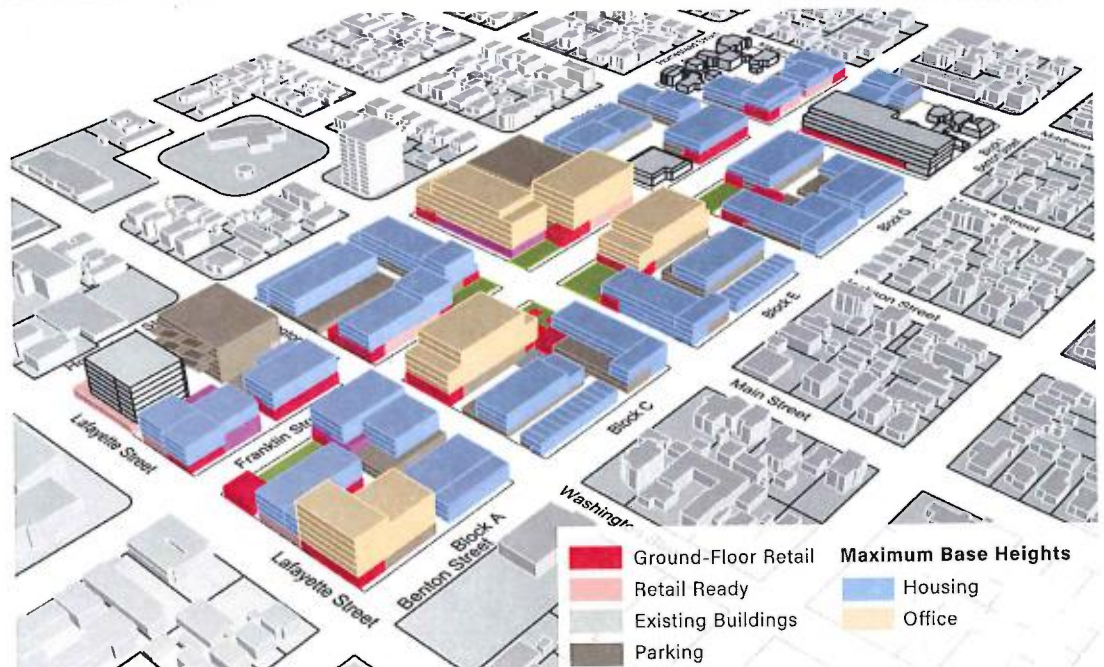 Homestead Street
Block G
Block E
Main Street
Block C
Lafayette Street
Franklin
Block A
Benton Street
Lafayette Street
Ground-Floor Retail
Retail Ready
Existing Buildings
Parking
Maximum Base Heights
Housing
Office